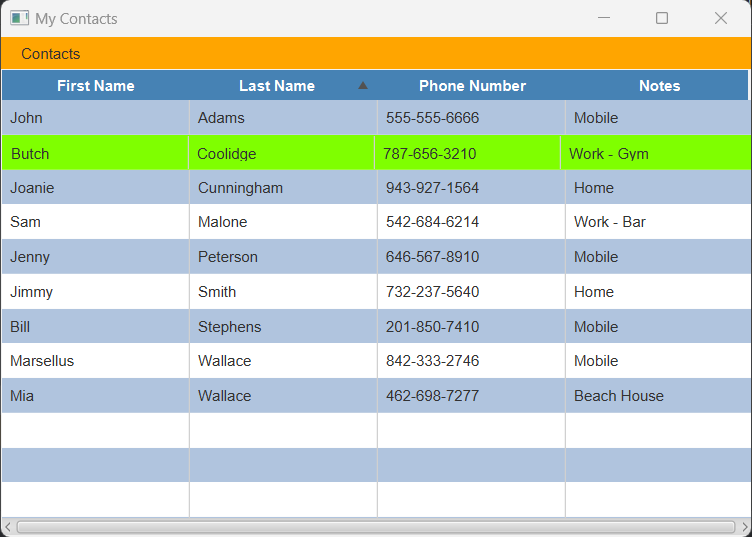 My Contacts
Contacts
First Name Last Name Phone Number Notes
John Adams 555-555-6666 Mobile
Butch Coolidge 787-656-3210 Work - Gym
Joanie Cunningham 943-927-1564 Home
Sam Malone 542-684-6214 Work - Bar
Jenny Peterson 646-567-8910 Mobile
Jimmy Smith 732-237-5640 Home
Bill Stephens 201-850-7410 Mobile
Marsellus Wallace 842-333-2746 Mobile
Mia Wallace 462-698-7277 Beach House